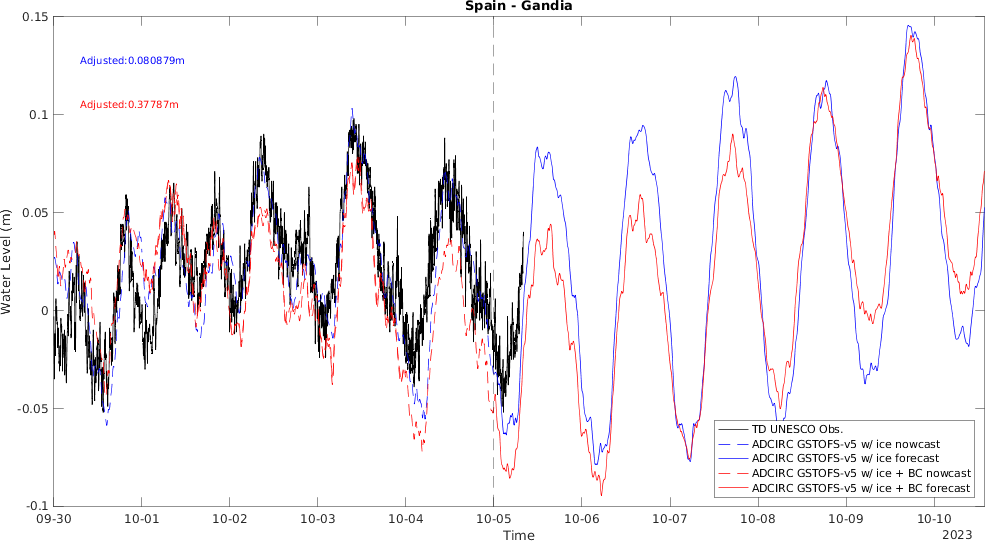 Spain - Gandia
0.15
0.1
0.05
0
-0.05
-0.1
Water Level (m)
Adjusted:0.080879m
Adjusted:0.37787m
TD UNESCO Obs.
ADCIRC GSTOFS-v5 w/ ice nowcast
ADCIRC GSTOFS-v5 w/ ice forecast
ADCIRC GSTOFS-v5 w/ ice + BC nowcast
ADCIRC GSTOFS-v5 w/ ice + BC forecast
09-30 10-01 10-02 10-03 10-04 10-05 10-06 10-07 10-08 10-09 10-10
Time
2023